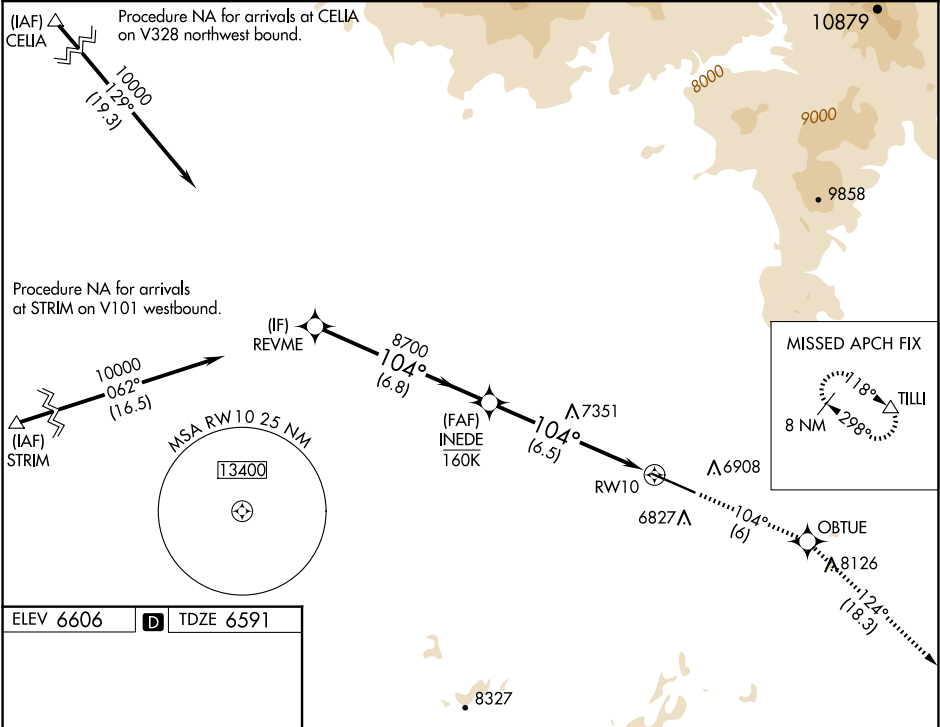 (IAF)
CELIA
Procedure NA for arrivals at CELIA
on V328 northwest bound.
10879
10000
129°
(19.3)
8000
9000
9858
Procedure NA for arrivals
at STRIM on V101 westbound.
(IF)
REVME
8700
104°
(6.8)
MISSED APCH FIX
118°
TILLI
8 NM
298°
10000
062°
(16.5)
(IAF)
STRIM
(FAF)
INEDE
160K
7351
104°
(6.5)
MSA RW10 25 NM
13400
RW10
6908
6827
104°
(6)
OBTUE
8126
124°
(18.3)
ELEV 6606 D TDZE 6591
8327